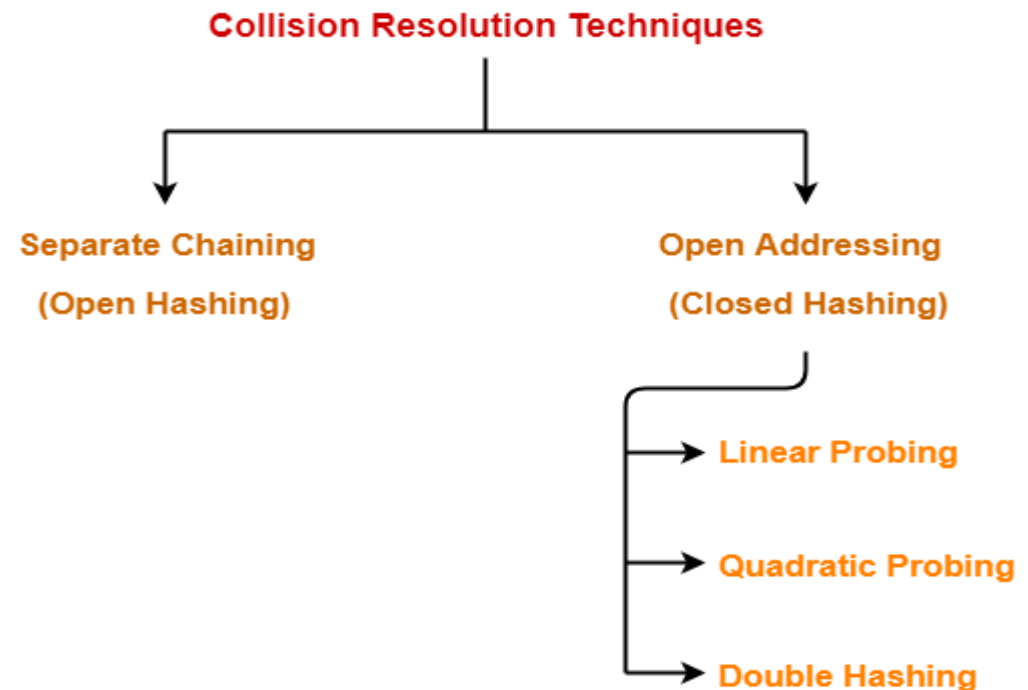 Collision Resolution Techniques
Separate Chaining
(Open Hashing)
Open Addressing
(Closed Hashing)
Linear Probing
Quadratic Probing
Double Hashing